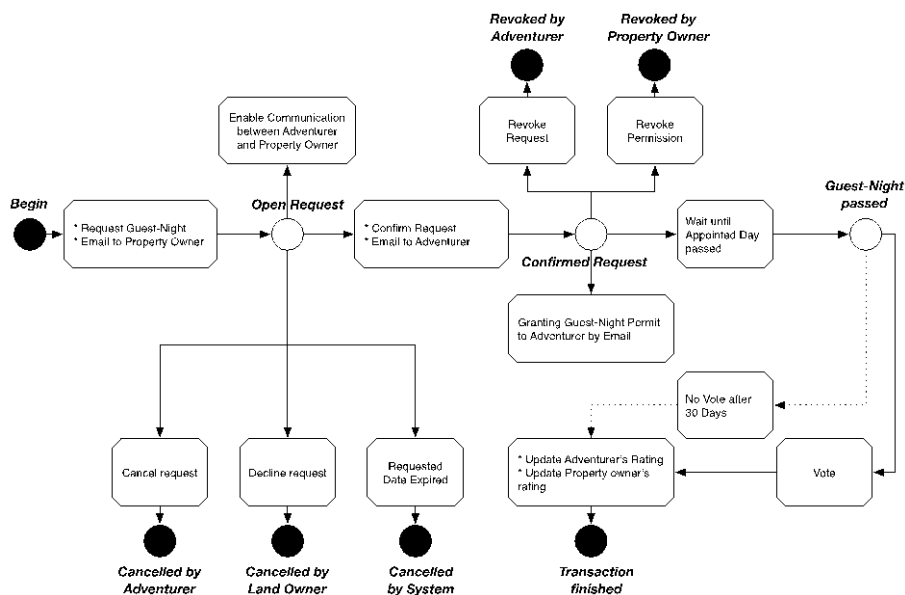 Revoked by
Adventurer
Revoked by
Property Owner
Enable Communication
between Adventurer
and Property Owner
Revoke
Request
Revoke
Permission
Begin
Open Request
Guest-Night
passed
* Request Guest-Night
* Email to Property Owner
* Confirm Request
* Email to Adventurer
Wait until
Appointed Day
passed
Confirmed Request
Granting Guest-Night Permit
to Adventurer by Email
No Vote after
30 Days
Cancel request
Decline request
Requested
Date Expired
* Update Adventurer's Rating
* Update Property owner's
rating
Vote
Cancelled by
Adventurer
Cancelled by
Land Owner
Cancelled
by System
Transaction
finished